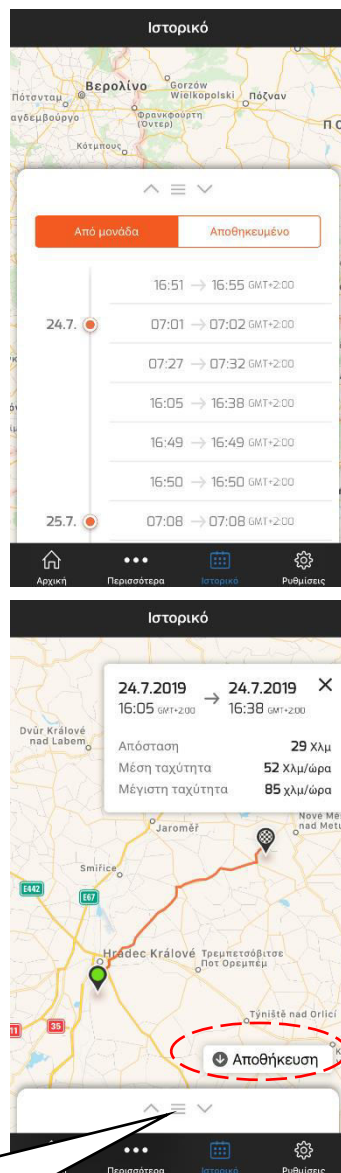 Ιστορικό
Βερολίνο
Gorzów
Wielkopolski
Πότσνταμ
Πόζναν
ανδεμβούργο
Φρανκφούρτη
(Όντερ)
Κότμπους
Από μονάδα Αποθηκευμένο
16:51 → 16:55 GMT+2:00
24.7. 07:01 → 07:02 GMT+2:00
07:27 → 07:32 GMT+2:00
16:05 → 16:38 GMT+2:00
16:49 → 16:49 GMT+2:00
16:50 → 16:50 GMT+2:00
25.7. 07:08 → 07:08 GMT+2:00
Αρχική Περισσότερα Ιστορικό Ρυθμίσεις
Ιστορικό
24.7.2019 → 24.7.2019
16:05 GMT+2:00 16:38 GMT+2:00
Απόσταση 29 Χλμ
Μέση ταχύτητα 52 Χλμ/ώρα
Μέγιστη ταχύτητα 85 χλμ/ώρα
Dvůr Králové
nad Labem
Nové Mě
nad Metu
Jaroměř
Smiřice
E442
E67
Hradec Králové
Τρεμπετσόβιτσε
Ποτ Όρεμπεμ
Týniště nad Orlicí
11
35
Αποθήκευση
Περισσότερα Ιστορικό Ρυθμίσεις